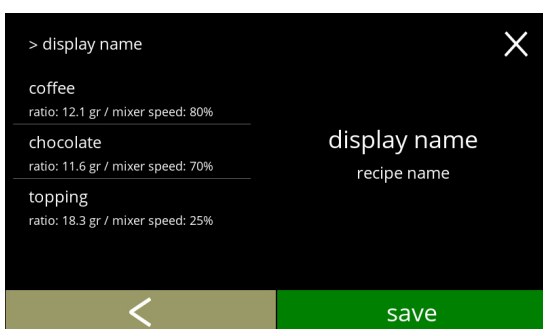 > display name
coffee
ratio: 12.1 gr / mixer speed: 80%
chocolate
ratio: 11.6 gr / mixer speed: 70%
topping
ratio: 18.3 gr / mixer speed: 25%
display name
recipe name
save